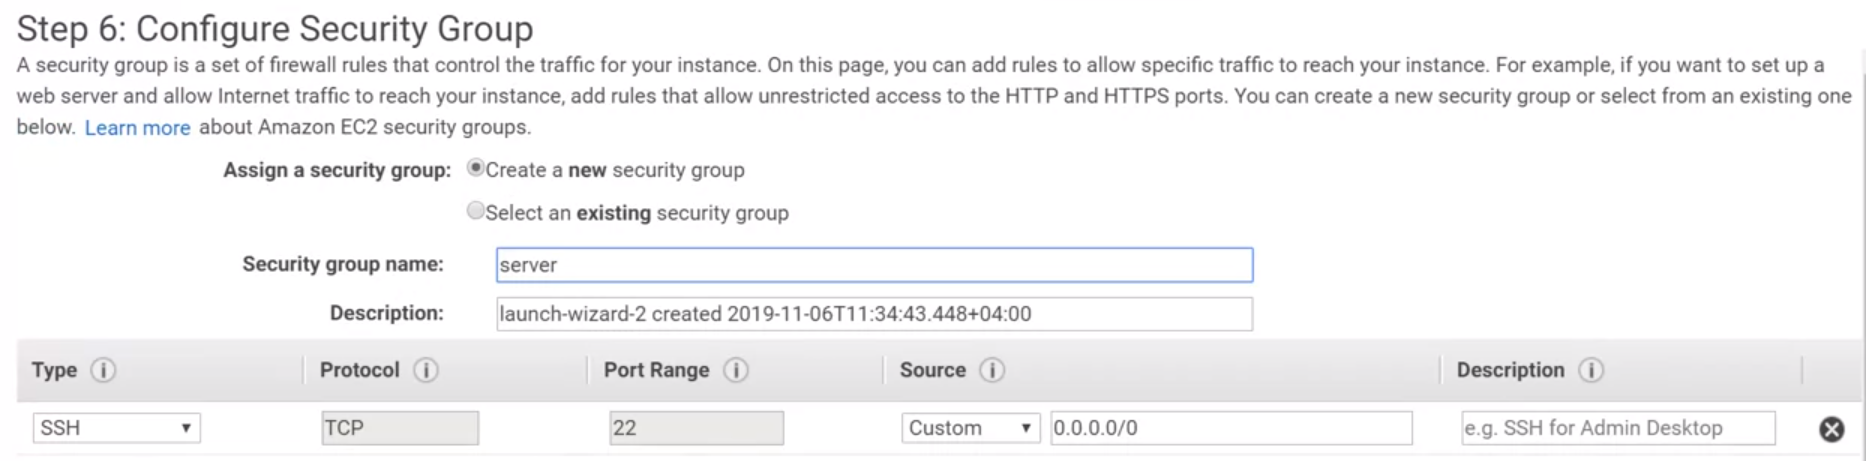 Step 6: Configure Security Group
A security group is a set of firewall rules that control the traffic for your instance. On this page, you can add rules to allow specific traffic to reach your instance. For example, if you want to set up a
web server and allow Internet traffic to reach your instance, add rules that allow unrestricted access to the HTTP and HTTPS ports. You can create a new security group or select from an existing one
below. Learn more about Amazon EC2 security groups.
Assign a security group: Create a new security group
Select an existing security group
Security group name: server
Description: launch-wizard-2 created 2019-11-06T11:34:43.448+04:00
Type Protocol Port Range Source Description
SSH TCP 22 Custom 0.0.0.0/0 e.g. SSH for Admin Desktop